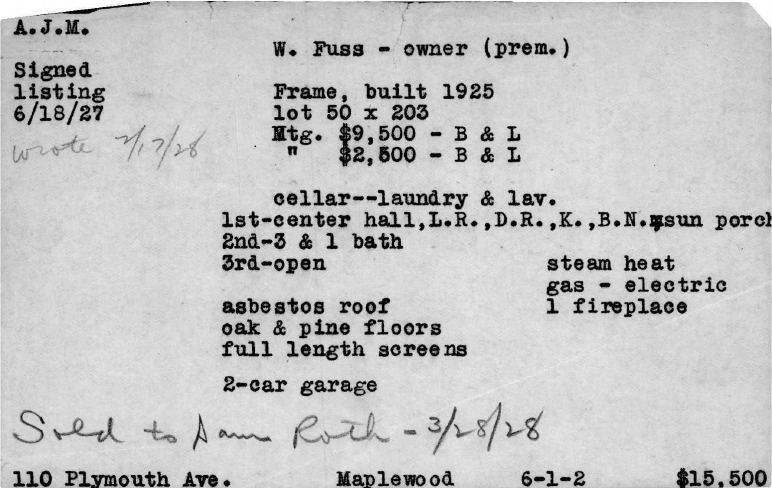 A.J.M.
W. Fuss - owner (prem.)
Signed
listing
6/18/27
Frame, built 1925
lot 50 x 203
Mtg. $9,500 - B & L
" $2,500 - B & L
wrote 2/17/28
cellar--laundry & lav.
1st-center hall,L.R.,D.R.,K.,B.N.,sun porch
2nd-3 & 1 bath
3rd-open
steam heat
gas - electric
asbestos roof
1 fireplace
oak & pine floors
full length screens
2-car garage
Sold to Sam Roth - 3/28/28
110 Plymouth Ave. Maplewood 6-1-2 $15,500